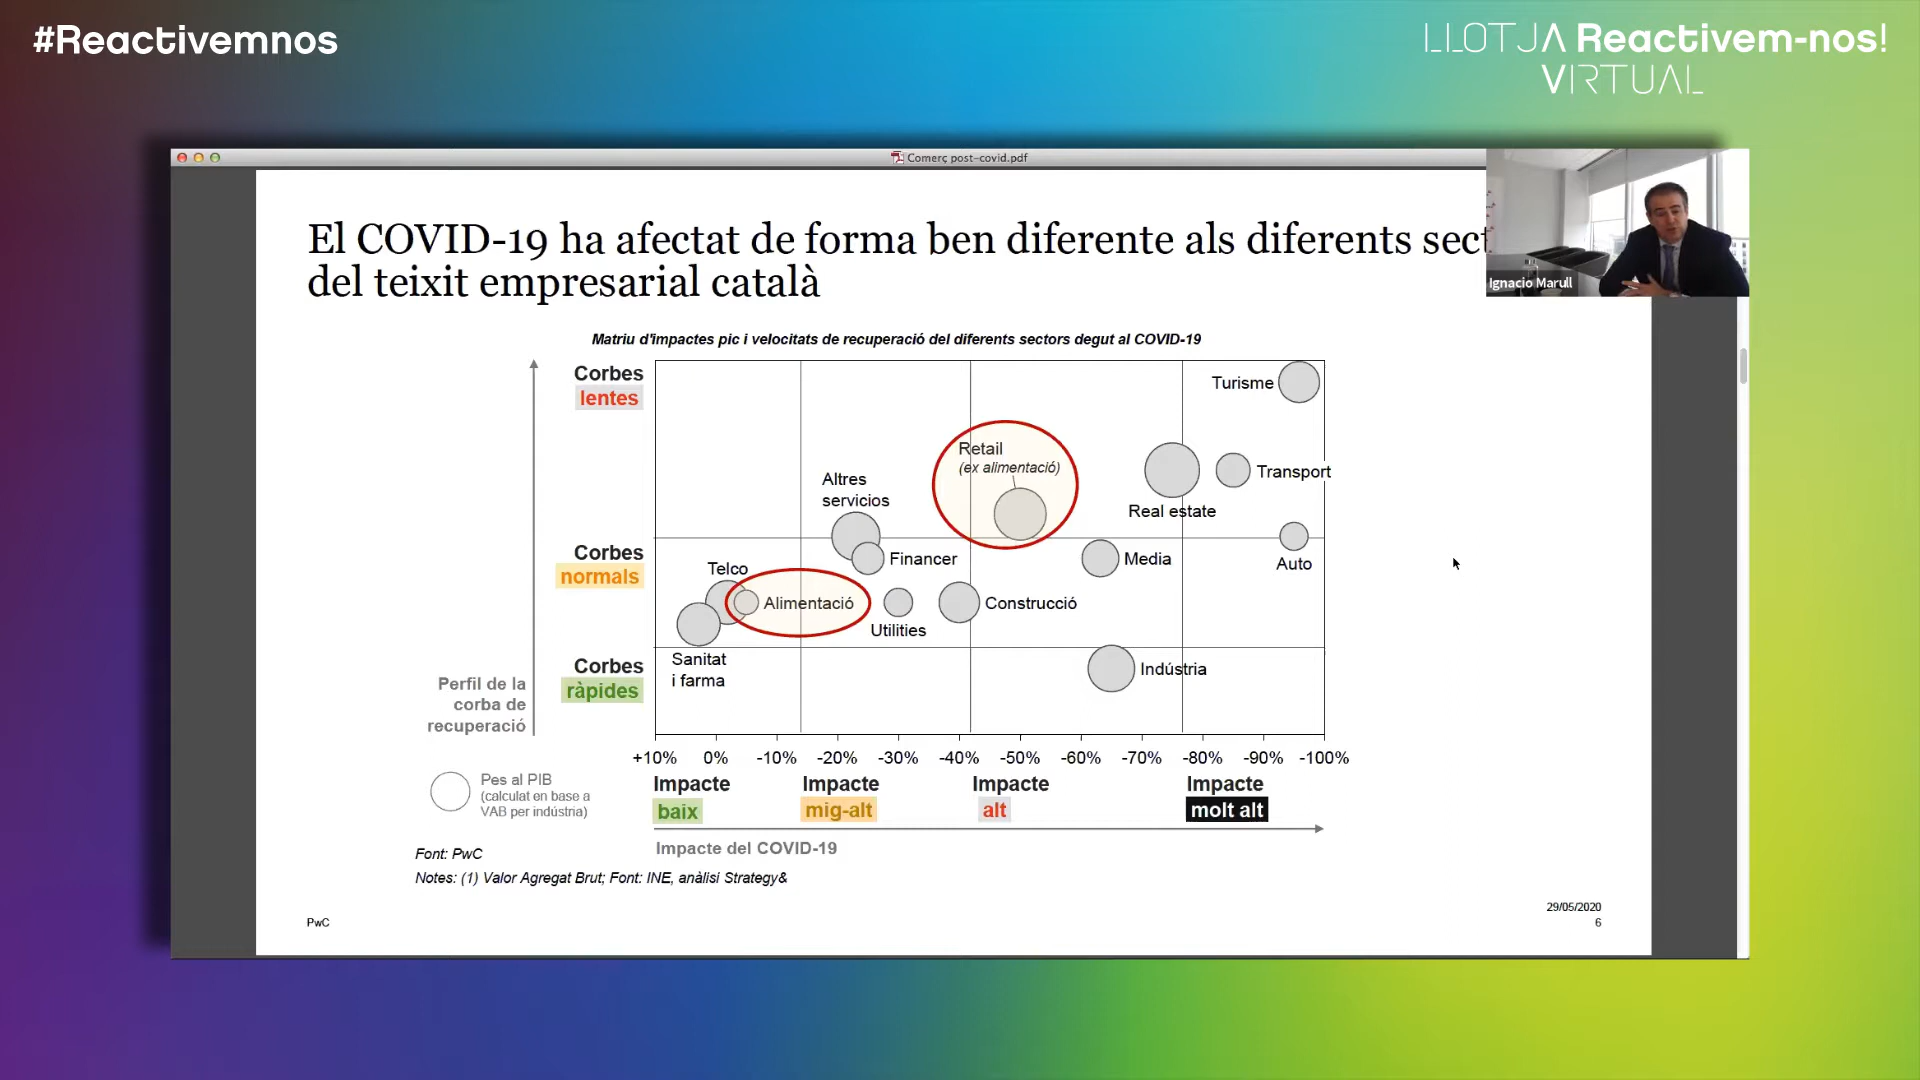 #Reactivemnos
LLOTJA Reactivem-nos!
VIRTUAL
Comerç post-covid.pdf
El COVID-19 ha afectat de forma ben diferente als diferents
del teixit empresarial català
Ignacio Marull
Matriu d'impactes pic i velocitats de recuperació del diferents sectors degut al COVID-19
Corbes
lentes
Turisme
Retail
(ex alimentació)
Altres
servicios
Transport
Real estate
Corbes
normals
Financer
Media
Auto
Telco
Alimentació
Utilities
Construcció
Sanitat
i farma
Indústria
Corbes
ràpides
Perfil de la
corba de
recuperació
+10% 0% -10% -20% -30% -40% -50% -60% -70% -80% -90% -100%
Impacte
baix
Impacte
mig-alt
Impacte
alt
Impacte
molt alt
Pes al PIB
(calculat en base a
VAB per indústria)
Impacte del COVID-19
Font: PwC
Notes: (1) Valor Agregat Brut; Font: INE, anàlisi Strategy&
PwC
29/05/2020
6